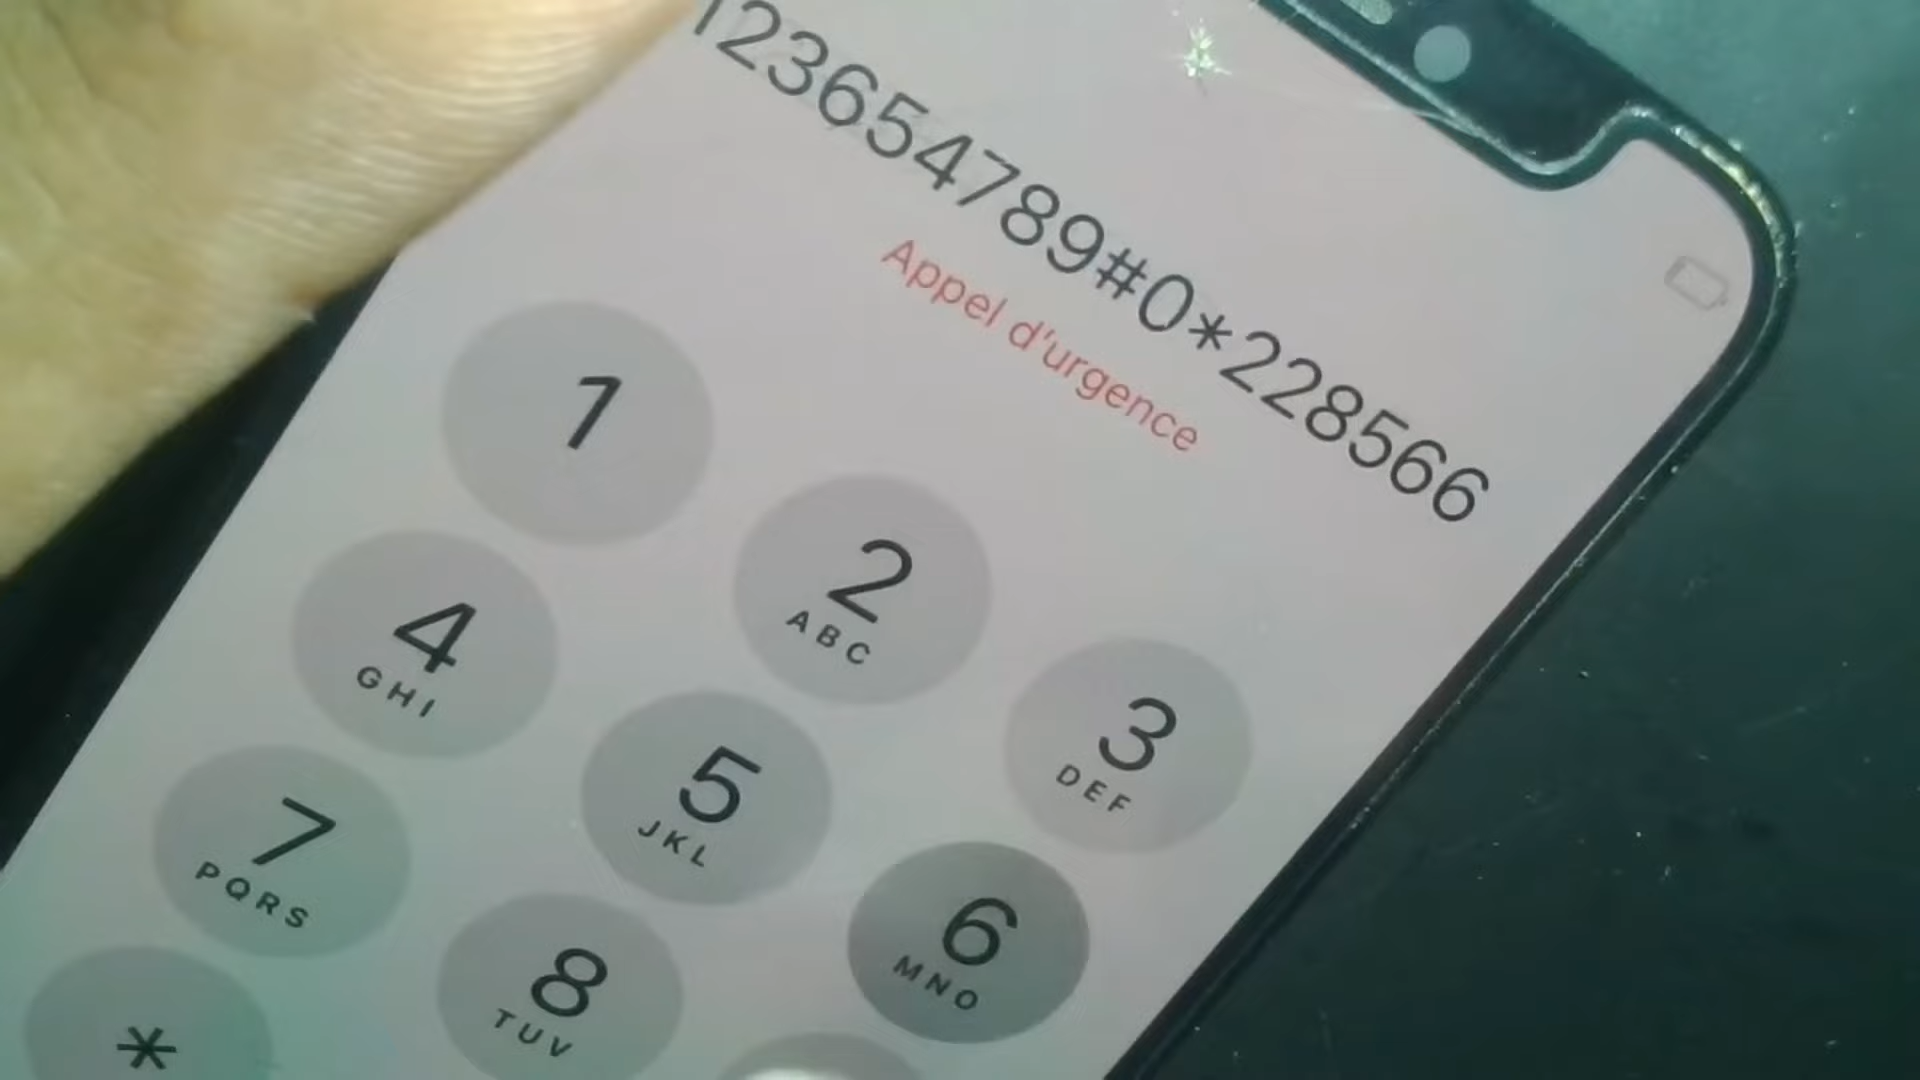 123654789#0*228566
Appel d'urgence
1
2
ABC
3
DEF
4
GHI
5
JKL
6
MNO
7
PQRS
8
TUV
*